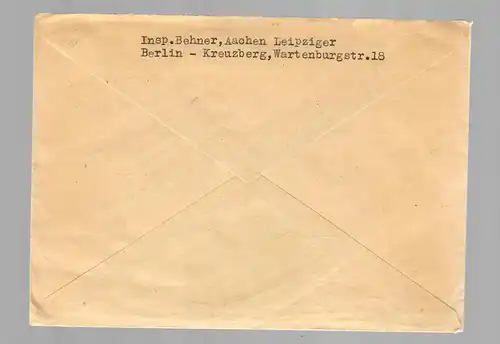 Insp.Behner,Aachen Leipziger
Berlin - Kreuzberg,Wartenburgstr.18